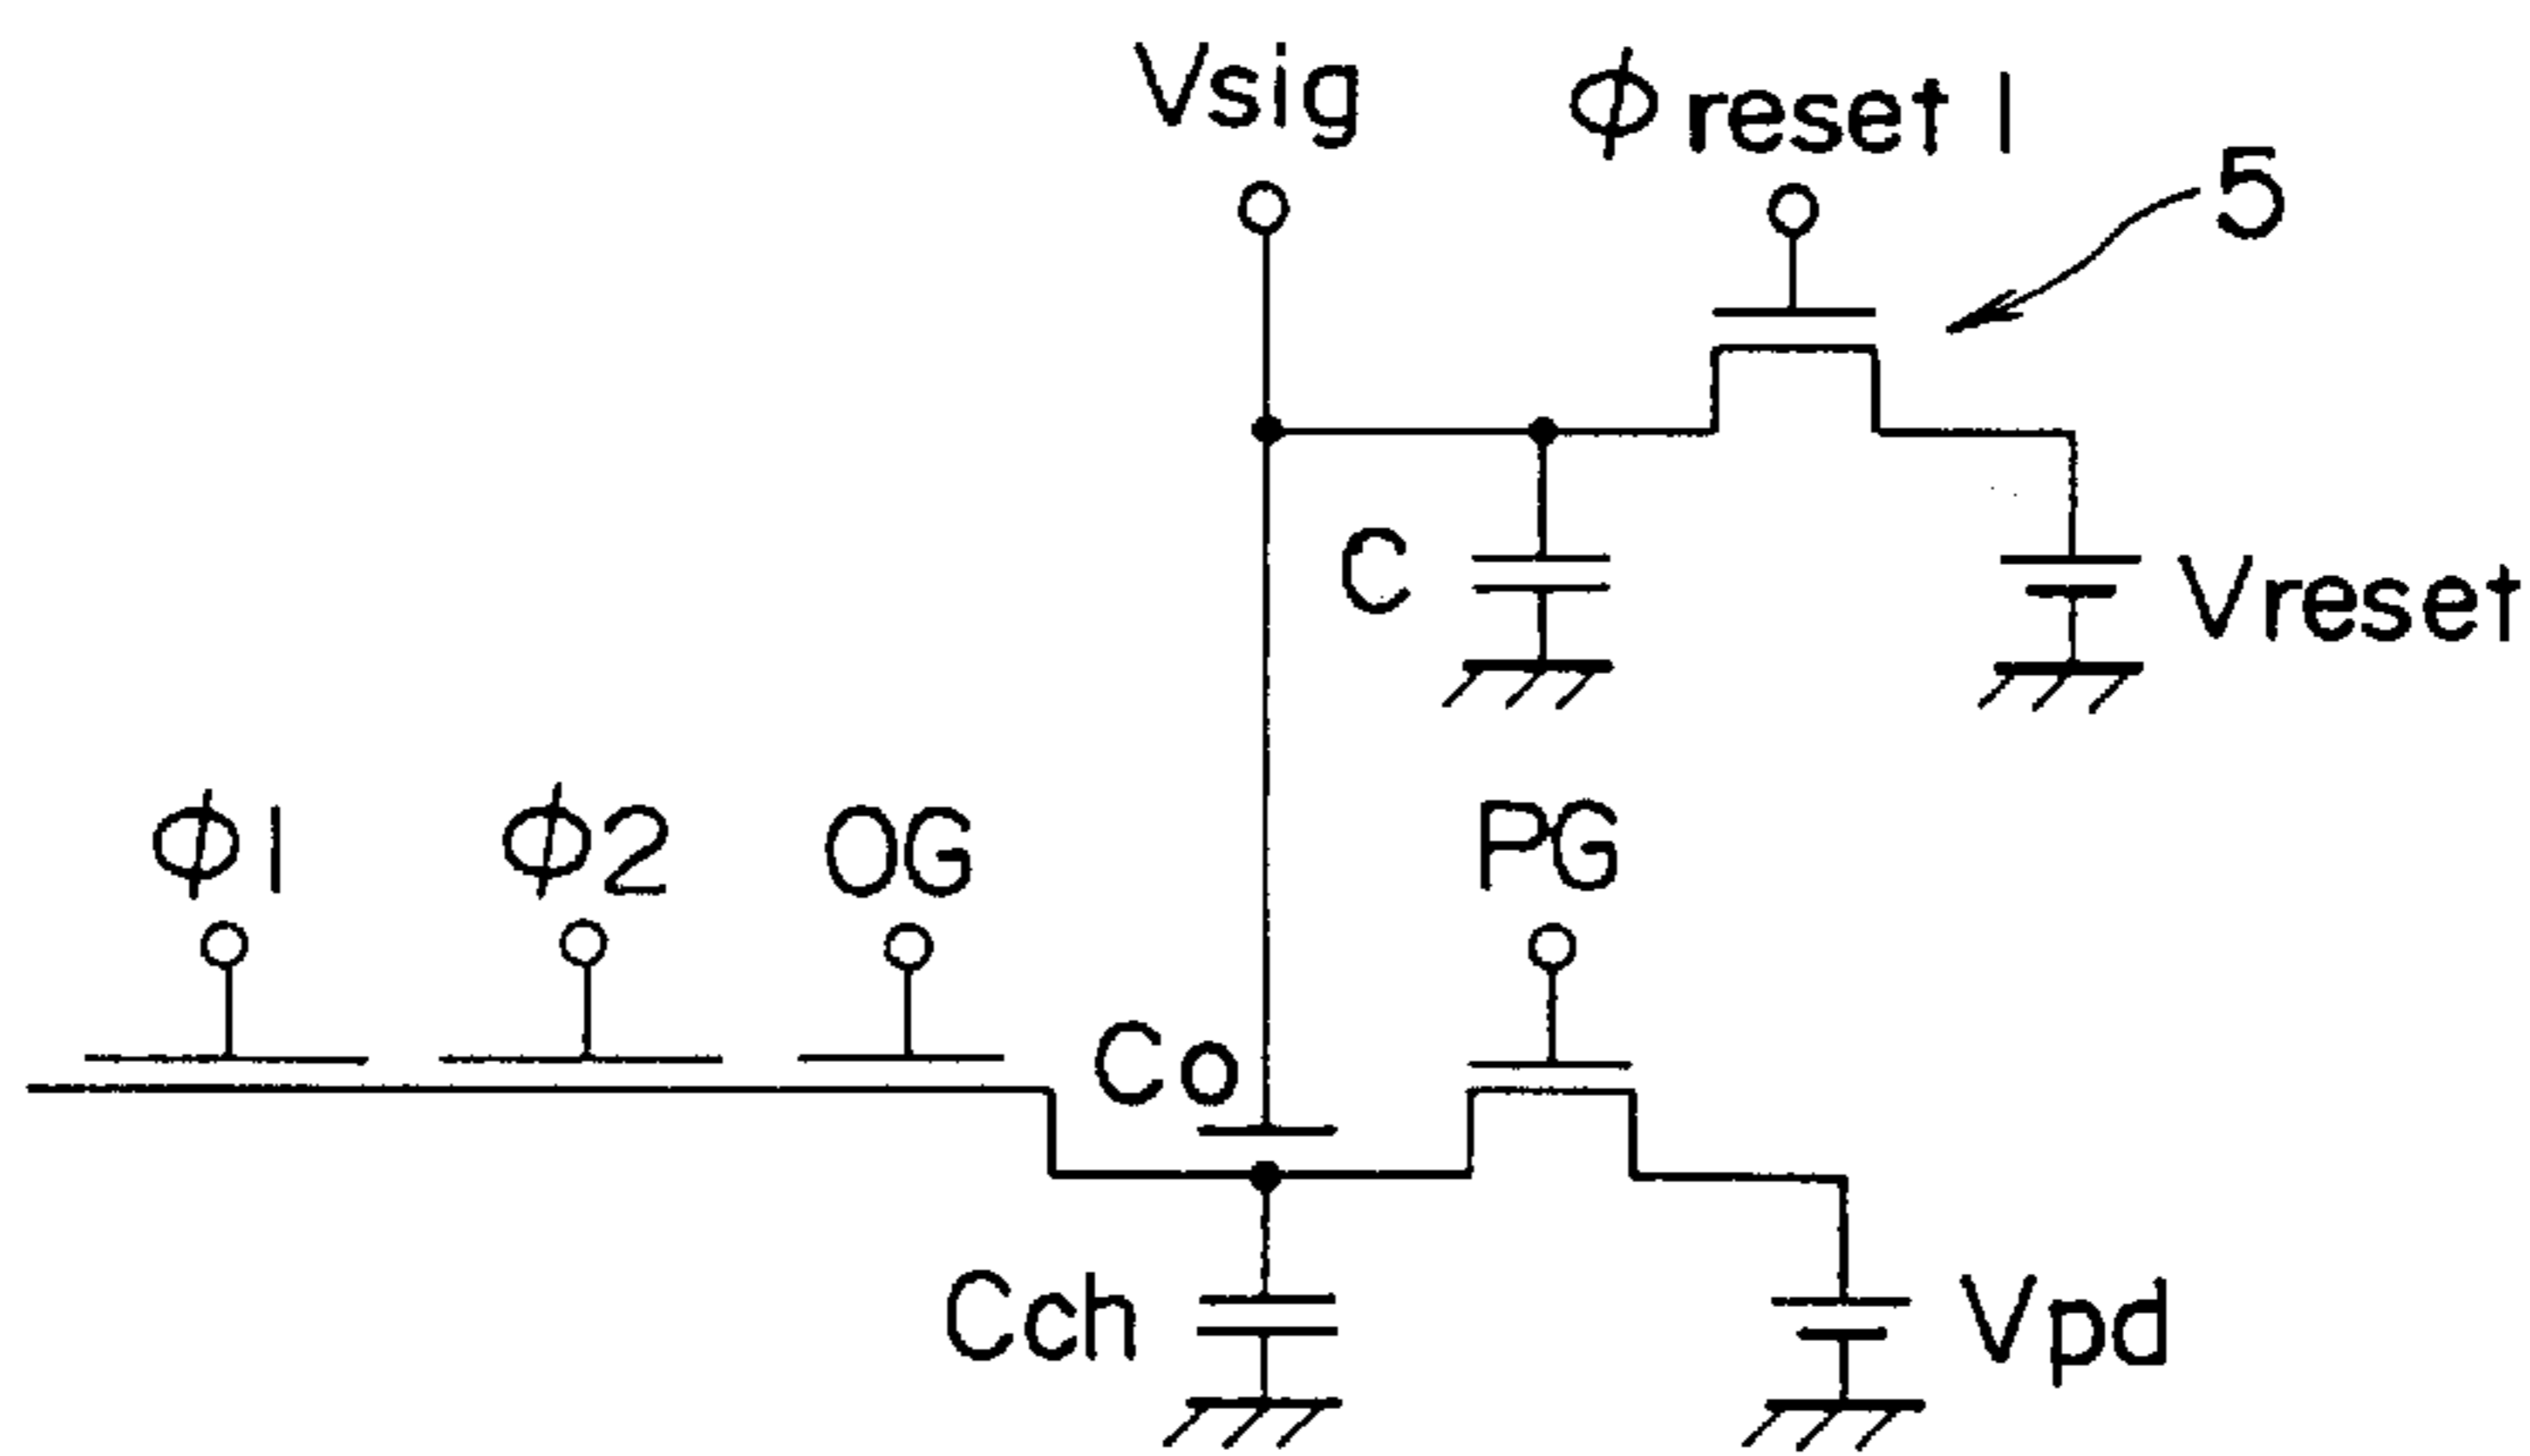 Vsig
φreset1
5
C
Vreset
φ1
φ2
OG
PG
Co
Cch
Vpd